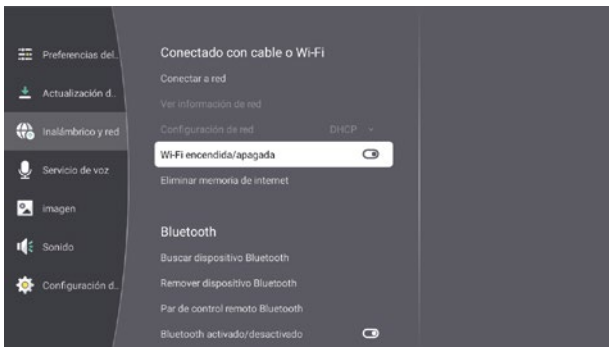 Preferencias del..
Actualización d..
Inalámbrico y red
Servicio de voz
imagen
Sonido
Configuración d..
Conectado con cable o Wi-Fi
Conectar a red
Ver información de red
Configuración de red DHCP
Wi-Fi encendida/apagada
Eliminar memoria de internet
Bluetooth
Buscar dispositivo Bluetooth
Remover dispositivo Bluetooth
Par de control remoto Bluetooth
Bluetooth activado/desactivado